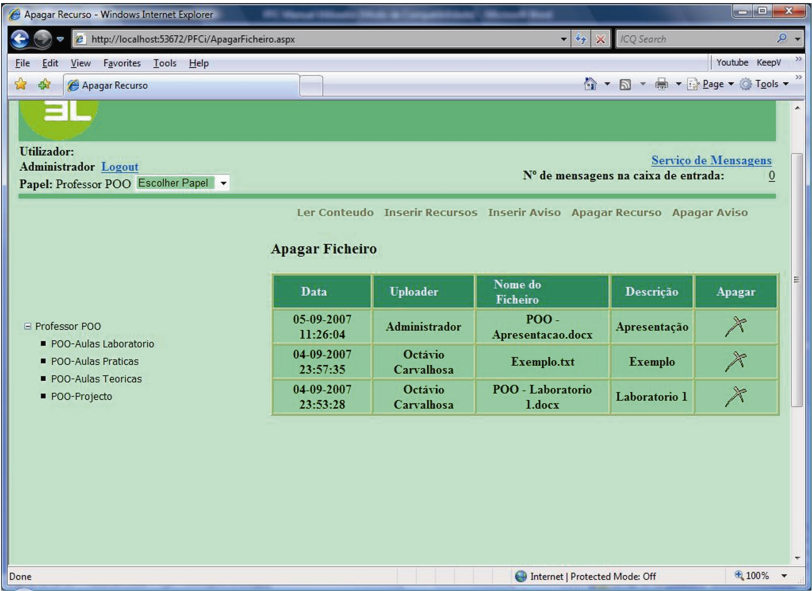 Apagar Recurso - Windows Internet Explorer
http://localhost:53672/PFCi/ApagarFicheiro.aspx
ICQ Search
File Edit View Favorites Tools Help
Youtube KeepV
Apagar Recurso
Page Tools
3L
Utilizador:
Administrador Logout
Serviço de Mensagens
Papel: Professor POO Escolher Papel
Nº de mensagens na caixa de entrada: 0
Ler Conteudo Inserir Recursos Inserir Aviso Apagar Recurso Apagar Aviso
Apagar Ficheiro
Data Uploader Nome do Ficheiro Descrição Apagar
05-09-2007 11:26:04 Administrador POO - Apresentacao.docx Apresentação
04-09-2007 23:57:35 Octávio Carvalhosa Exemplo.txt Exemplo
04-09-2007 23:53:28 Octávio Carvalhosa POO - Laboratorio 1.docx Laboratorio 1
Professor POO
POO-Aulas Laboratorio
POO-Aulas Praticas
POO-Aulas Teoricas
POO-Projecto
Done
Internet | Protected Mode: Off
100%